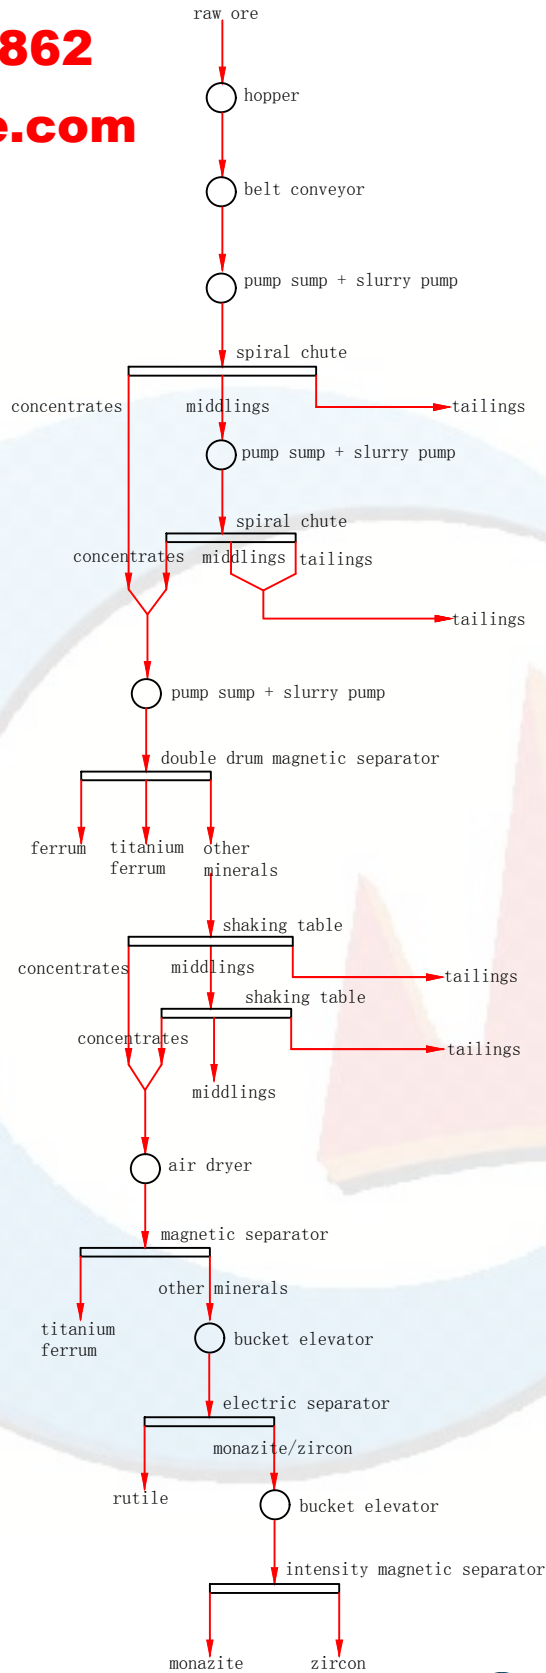 raw ore
862
hopper
e.com
belt conveyor
pump sump + slurry pump
spiral chute
concentrates
middlings
tailings
pump sump + slurry pump
spiral chute
concentrates
middlings
tailings
tailings
pump sump + slurry pump
double drum magnetic separator
ferrum
titanium
ferrum
other
minerals
shaking table
concentrates
middlings
tailings
shaking table
concentrates
tailings
middlings
air dryer
magnetic separator
other minerals
titanium
ferrum
bucket elevator
electric separator
monazite/zircon
rutile
bucket elevator
intensity magnetic separator
monazite
zircon